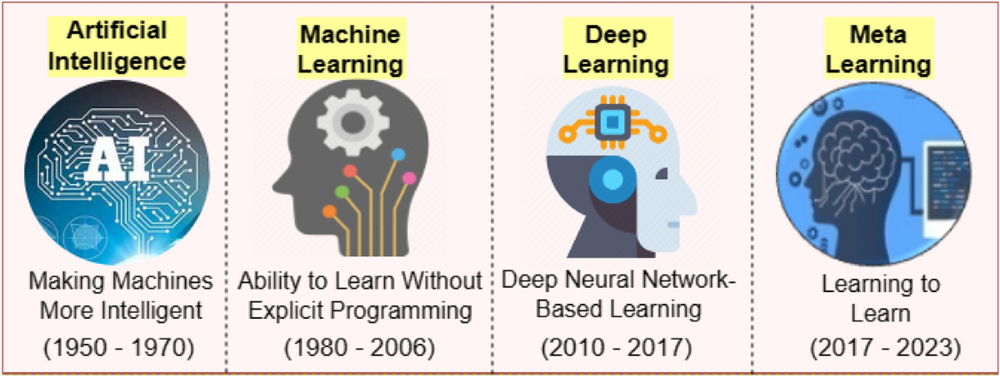 Artificial
Intelligence
AI
Making Machines
More Intelligent
(1950 - 1970)
Machine
Learning
Ability to Learn Without
Explicit Programming
(1980 - 2006)
Deep
Learning
Deep Neural Network-
Based Learning
(2010 - 2017)
Meta
Learning
Learning to
Learn
(2017 - 2023)